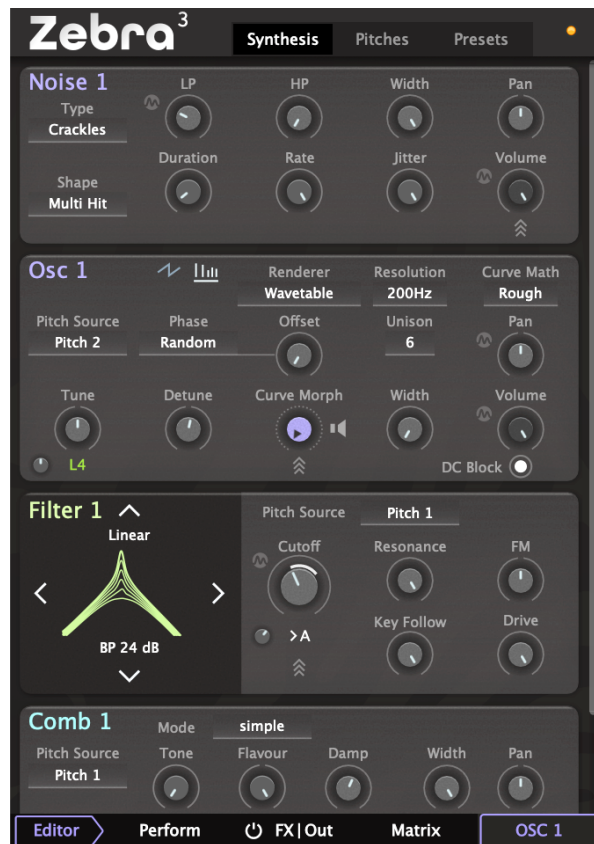 Zebra3
Synthesis Pitches Presets
Noise 1
LP HP Width Pan
Type
Crackles
Duration Rate Jitter Volume
Shape
Multi Hit
Osc 1
Renderer Resolution Curve Math
Wavetable 200Hz Rough
Pitch Source Phase Offset Unison Pan
Pitch 2 Random 6
Tune Detune Curve Morph Width Volume
L4
DC Block
Filter 1
Linear
BP 24 dB
Pitch Source Pitch 1
Cutoff Resonance FM
>A
Key Follow Drive
Comb 1
Mode simple
Pitch Source Tone Flavour Damp Width Pan
Pitch 1
Editor Perform FX|Out Matrix OSC 1